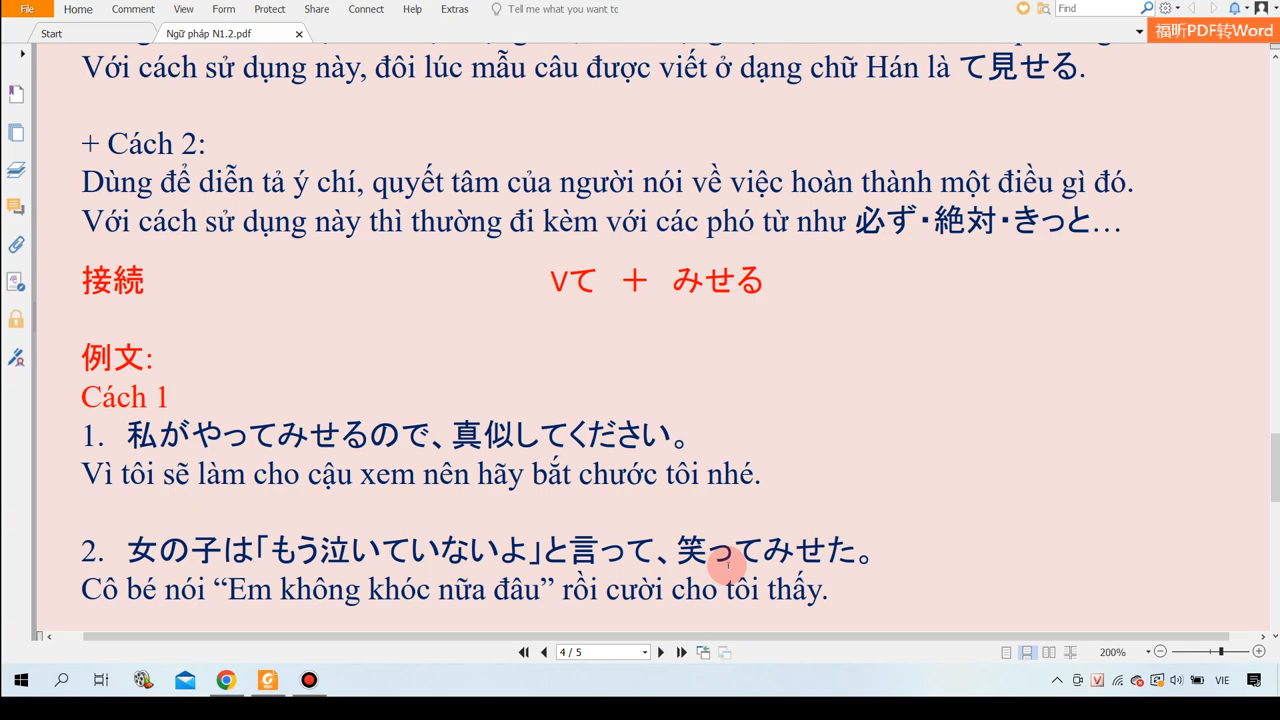 File Home Comment View Form Protect Share Connect Help Extras Tell me what you want tc Find
Start Ngữ pháp N1.2.pdf 福昕PDF转Word
Với cách sử dụng này, đôi lúc mẫu câu được viết ở dạng chữ Hán là て見せる.
+ Cách 2:
Dùng để diễn tả ý chí, quyết tâm của người nói về việc hoàn thành một điều gì đó.
Với cách sử dụng này thì thường đi kèm với các phó từ như 必ず・絶対・きっと…
接続 Vて ＋ みせる
例文:
Cách 1
1. 私がやってみせるので、真似してください。
Vì tôi sẽ làm cho cậu xem nên hãy bắt chước tôi nhé.
2. 女の子は「もう泣いていないよ」と言って、笑ってみせた。
Cô bé nói “Em không khóc nữa đâu” rồi cười cho tôi thấy.
4 / 5 200%
VIE